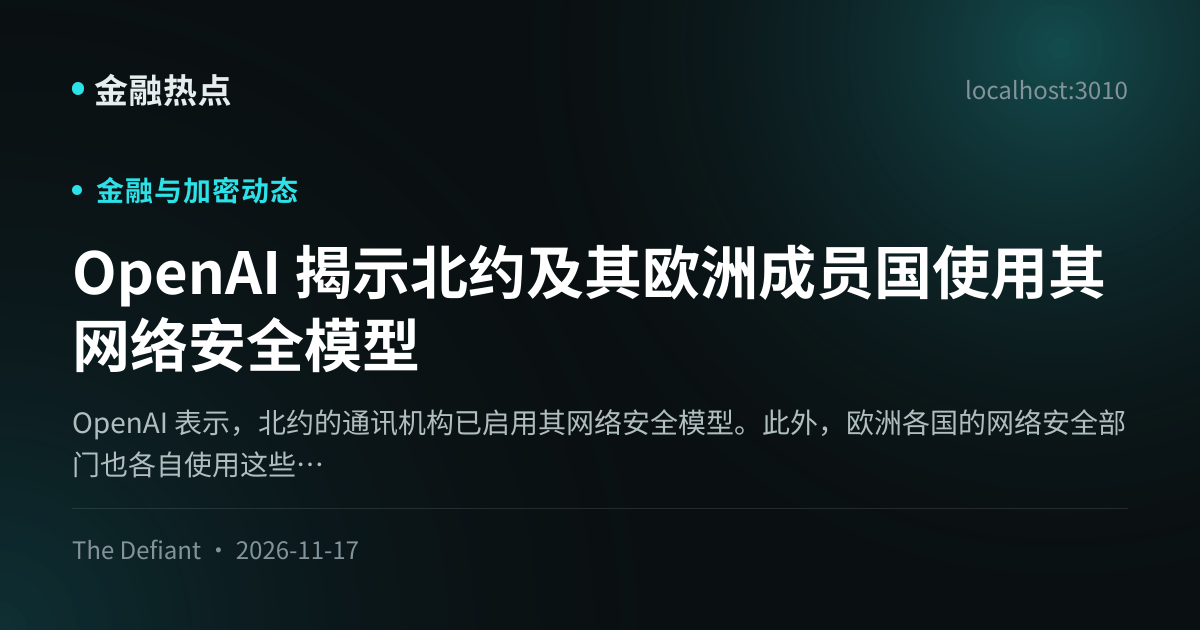 金融热点
localhost:3010
金融与加密动态
OpenAI 揭示北约及其欧洲成员国使用其
网络安全模型
OpenAI 表示，北约的通讯机构已启用其网络安全模型。此外，欧洲各国的网络安全部
门也各自使用这些…
The Defiant · 2026-11-17